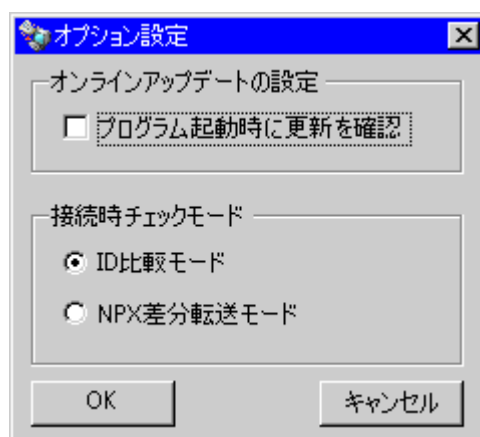 オプション設定
オンラインアップデートの設定
プログラム起動時に更新を確認
接続時チェックモード
ID比較モード
NPX差分転送モード
OK
キャンセル